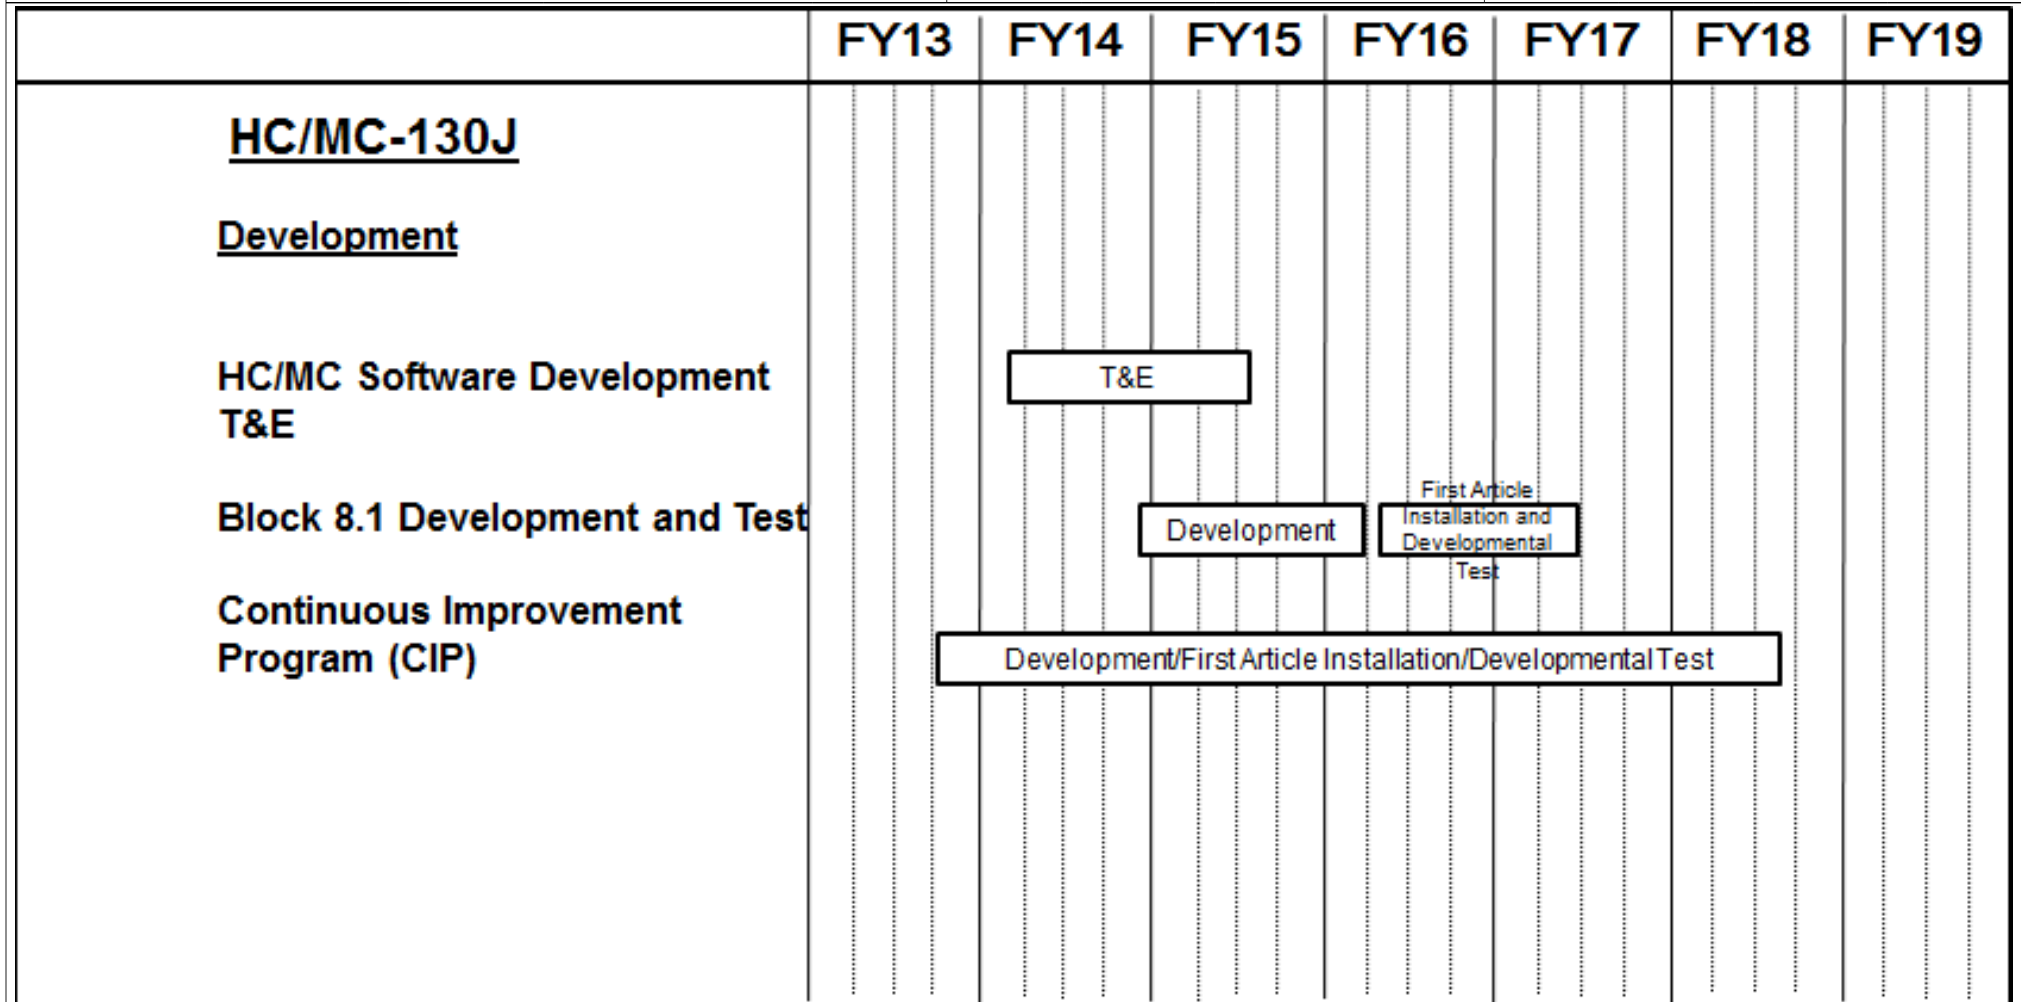 FY13 FY14 FY15 FY16 FY17 FY18 FY19
HC/MC-130J
Development
HC/MC Software Development
T&E
T&E
Block 8.1 Development and Test
Development
First Article
Installation and
Developmental
Test
Continuous Improvement
Program (CIP)
Development/First Article Installation/Developmental Test